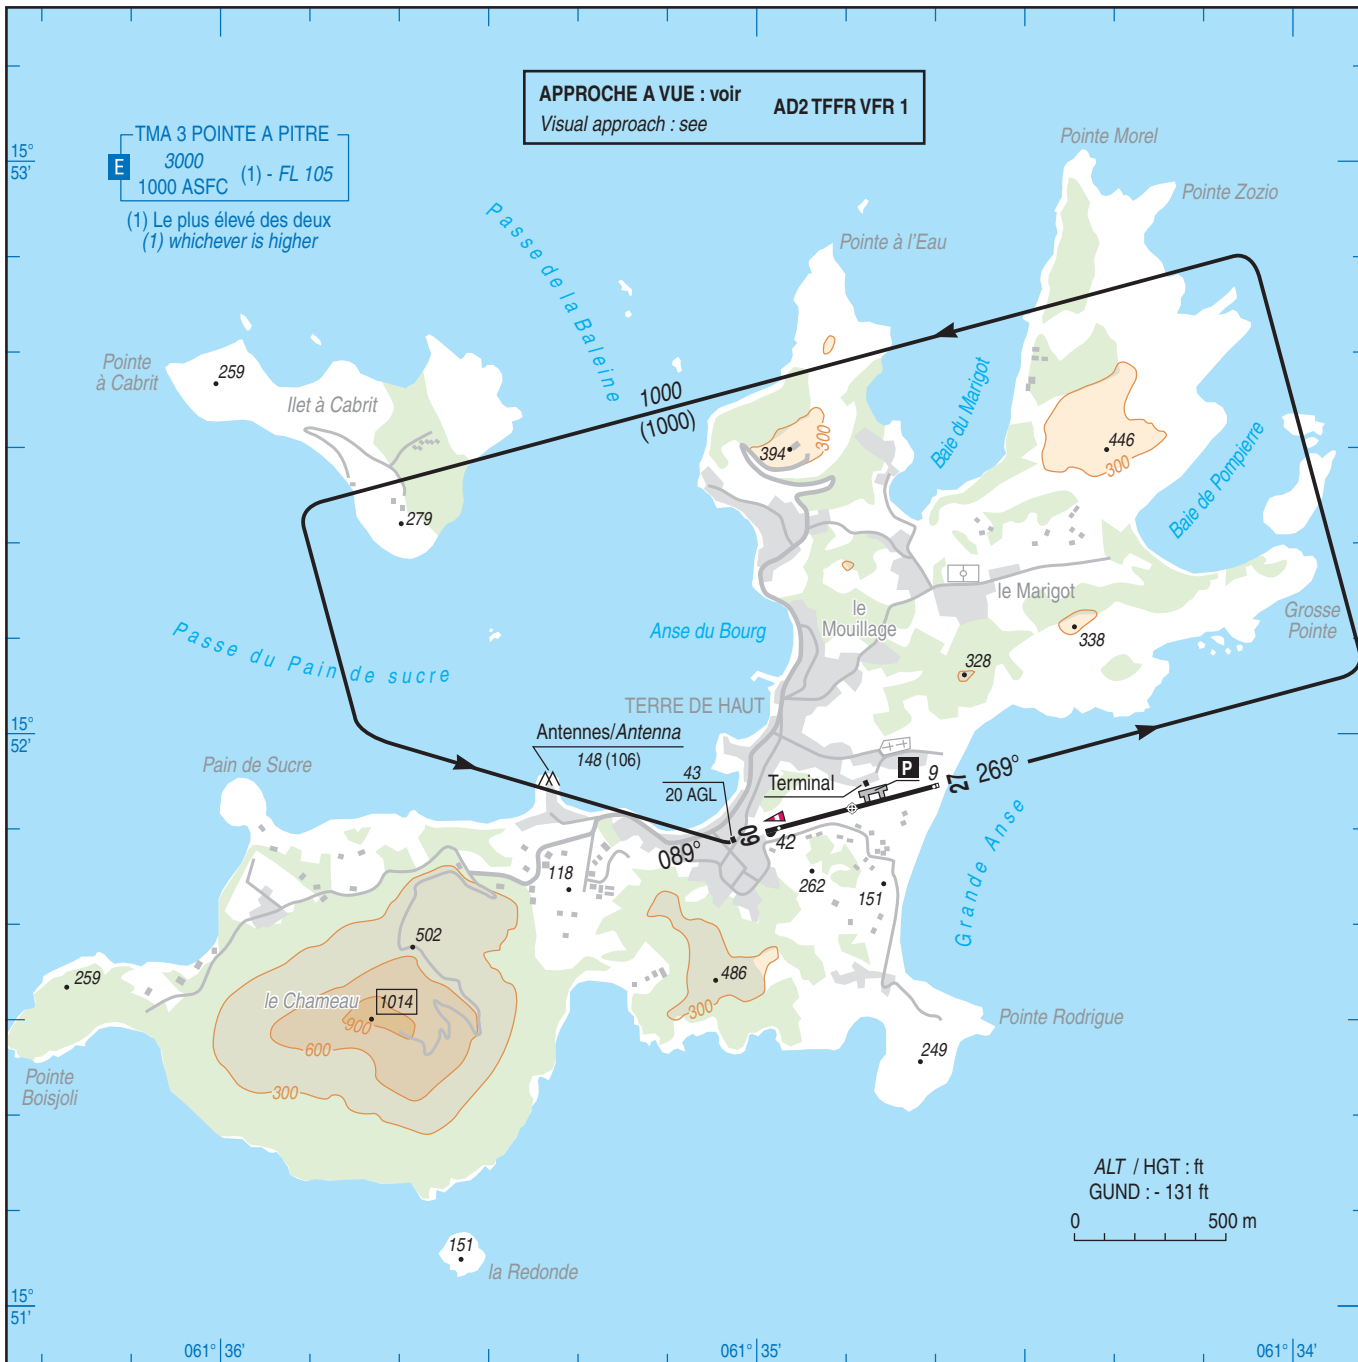 APPROCHE A VUE : voir
Visual approach : see
AD2 TFFR VFR 1
TMA 3 POINTE A PITRE
E
3000
1000 ASFC
(1) - FL 105
(1) Le plus élevé des deux
(1) whichever is higher
15°
53'
Pointe Morel
Pointe Zozio
Pointe à l'Eau
Passe de la Baleine
Pointe
à Cabrit
259
Ilet à Cabrit
279
1000
(1000)
394
300
Baie du Marigot
446
300
Baie de Pompierre
le Marigot
le
Mouillage
Grosse
Pointe
338
328
Anse du Bourg
Passe du Pain de sucre
TERRE DE HAUT
15°
52'
Antennes/Antenna
148 (106)
43
20 AGL
Pain de Sucre
Terminal
P
9
27
269°
09
089°
42
118
262
151
Grande Anse
502
486
300
259
le Chameau
1014
900
600
300
Pointe Rodrigue
249
Pointe
Boisjoli
151
la Redonde
ALT / HGT : ft
GUND : - 131 ft
0
500 m
15°
51'
061° 36'
061° 35'
061° 34'